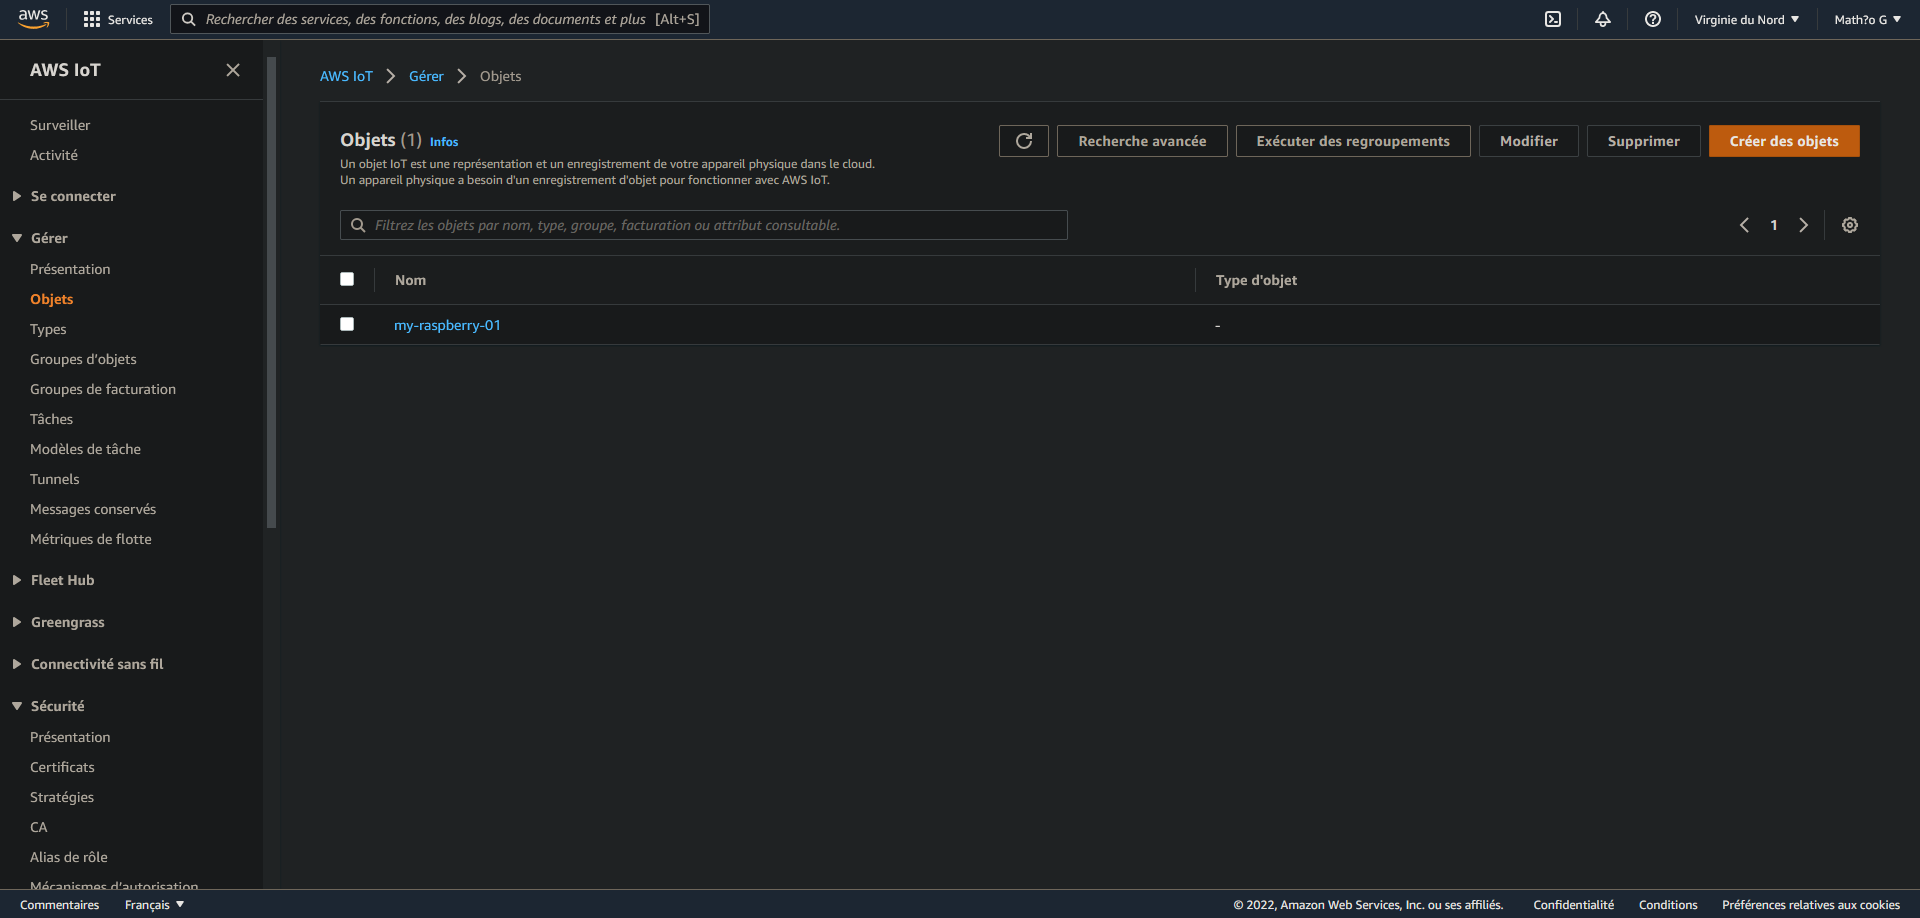 aws
Services
Rechercher des services, des fonctions, des blogs, des documents et plus [Alt+S]
Virginie du Nord
Math?o G
AWS IoT
Surveiller
Activité
Se connecter
Gérer
Présentation
Objets
Types
Groupes d'objets
Groupes de facturation
Tâches
Modèles de tâche
Tunnels
Messages conservés
Métriques de flotte
Fleet Hub
Greengrass
Connectivité sans fil
Sécurité
Présentation
Certificats
Stratégies
CA
Alias de rôle
Mécanismes d'autorisation
AWS IoT > Gérer > Objets
Objets (1) Infos
Un objet IoT est une représentation et un enregistrement de votre appareil physique dans le cloud.
Un appareil physique a besoin d'un enregistrement d'objet pour fonctionner avec AWS IoT.
Recherche avancée
Exécuter des regroupements
Modifier
Supprimer
Créer des objets
Filtrez les objets par nom, type, groupe, facturation ou attribut consultable.
1
Nom
Type d'objet
my-raspberry-01
-
Commentaires
Français
© 2022, Amazon Web Services, Inc. ou ses affiliés.
Confidentialité
Conditions
Préférences relatives aux cookies